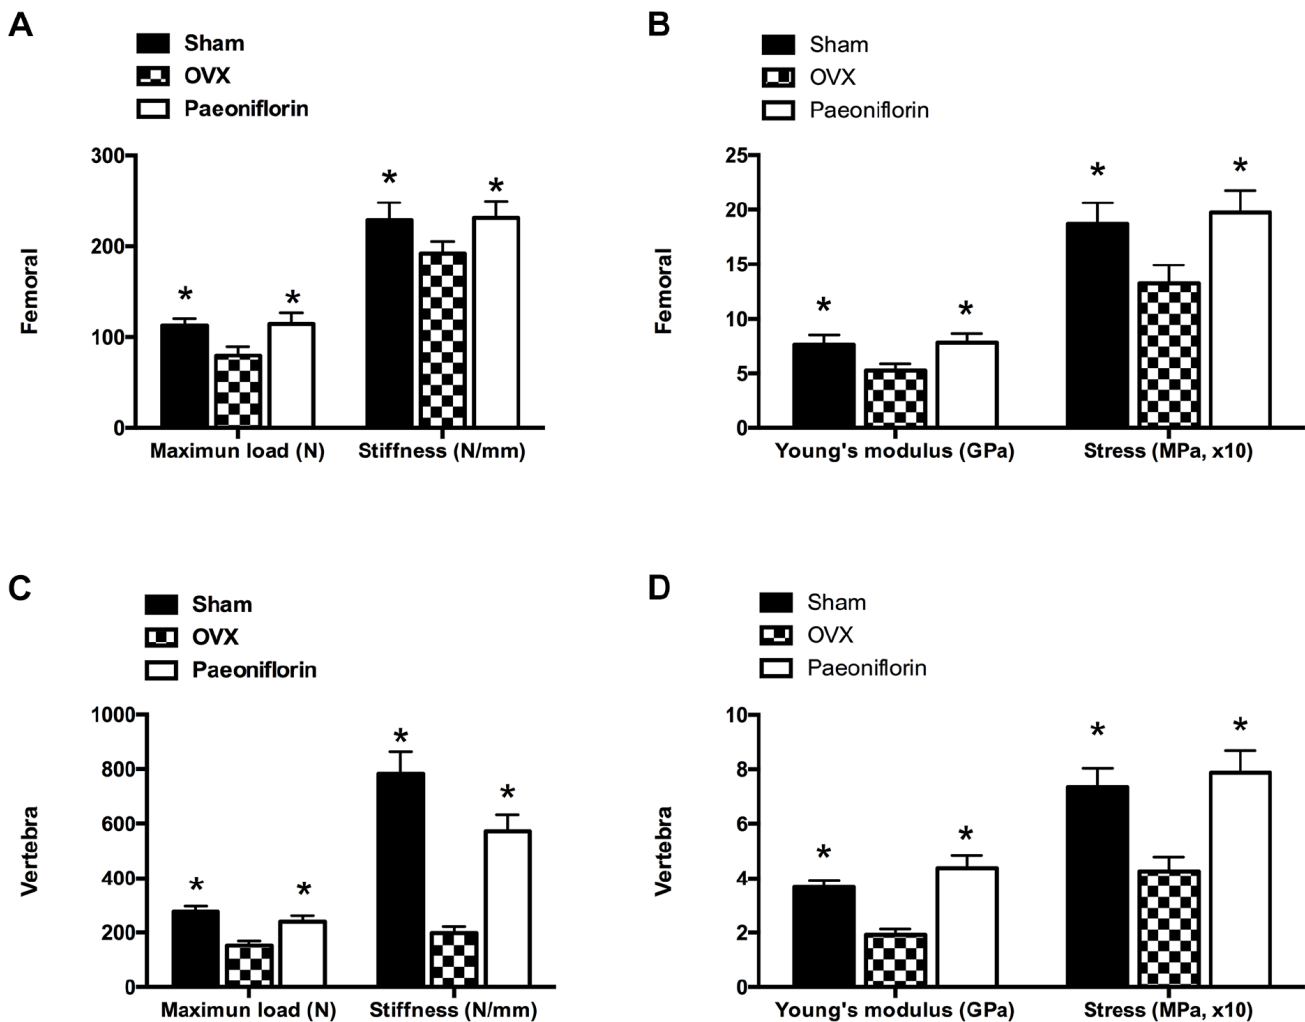 A
Sham
OVX
Paeoniflorin
300
200
100
0
Femoral
*
*
*
*
Maximun load (N)
Stiffness (N/mm)
B
Sham
OVX
Paeoniflorin
25
20
15
10
5
0
Femoral
*
*
*
*
Young's modulus (GPa)
Stress (MPa, x10)
C
Sham
OVX
Paeoniflorin
1000
800
600
400
200
0
Vertebra
*
*
*
*
Maximun load (N)
Stiffness (N/mm)
D
Sham
OVX
Paeoniflorin
10
8
6
4
2
0
Vertebra
*
*
*
*
Young's modulus (GPa)
Stress (MPa, x10)